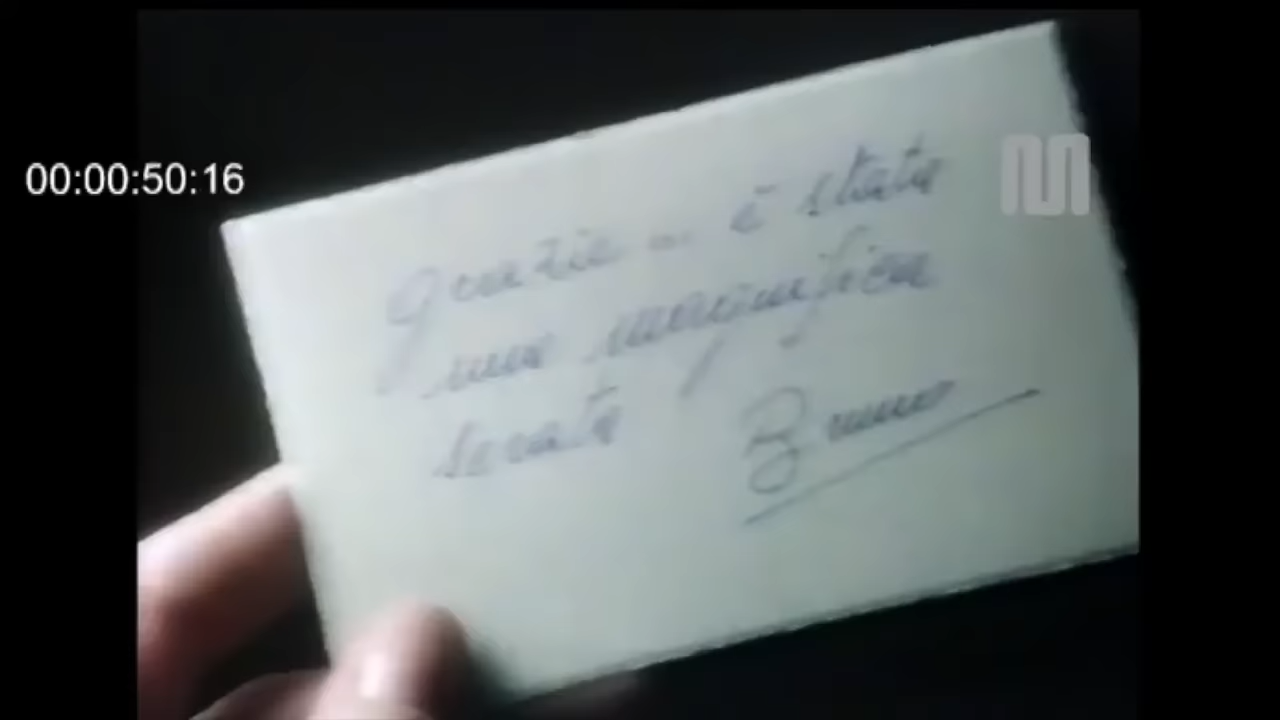 00:00:50:16
grazie ... è stata
una magnifica
serata
Bruno